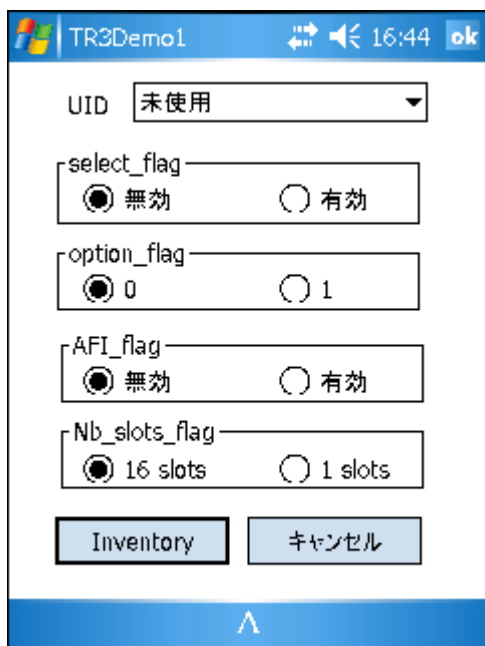 TR3Demo1 16:44 ok
UID 未使用
select_flag
無効 有効
option_flag
0 1
AFI_flag
無効 有効
Nb_slots_flag
16 slots 1 slots
Inventory キャンセル